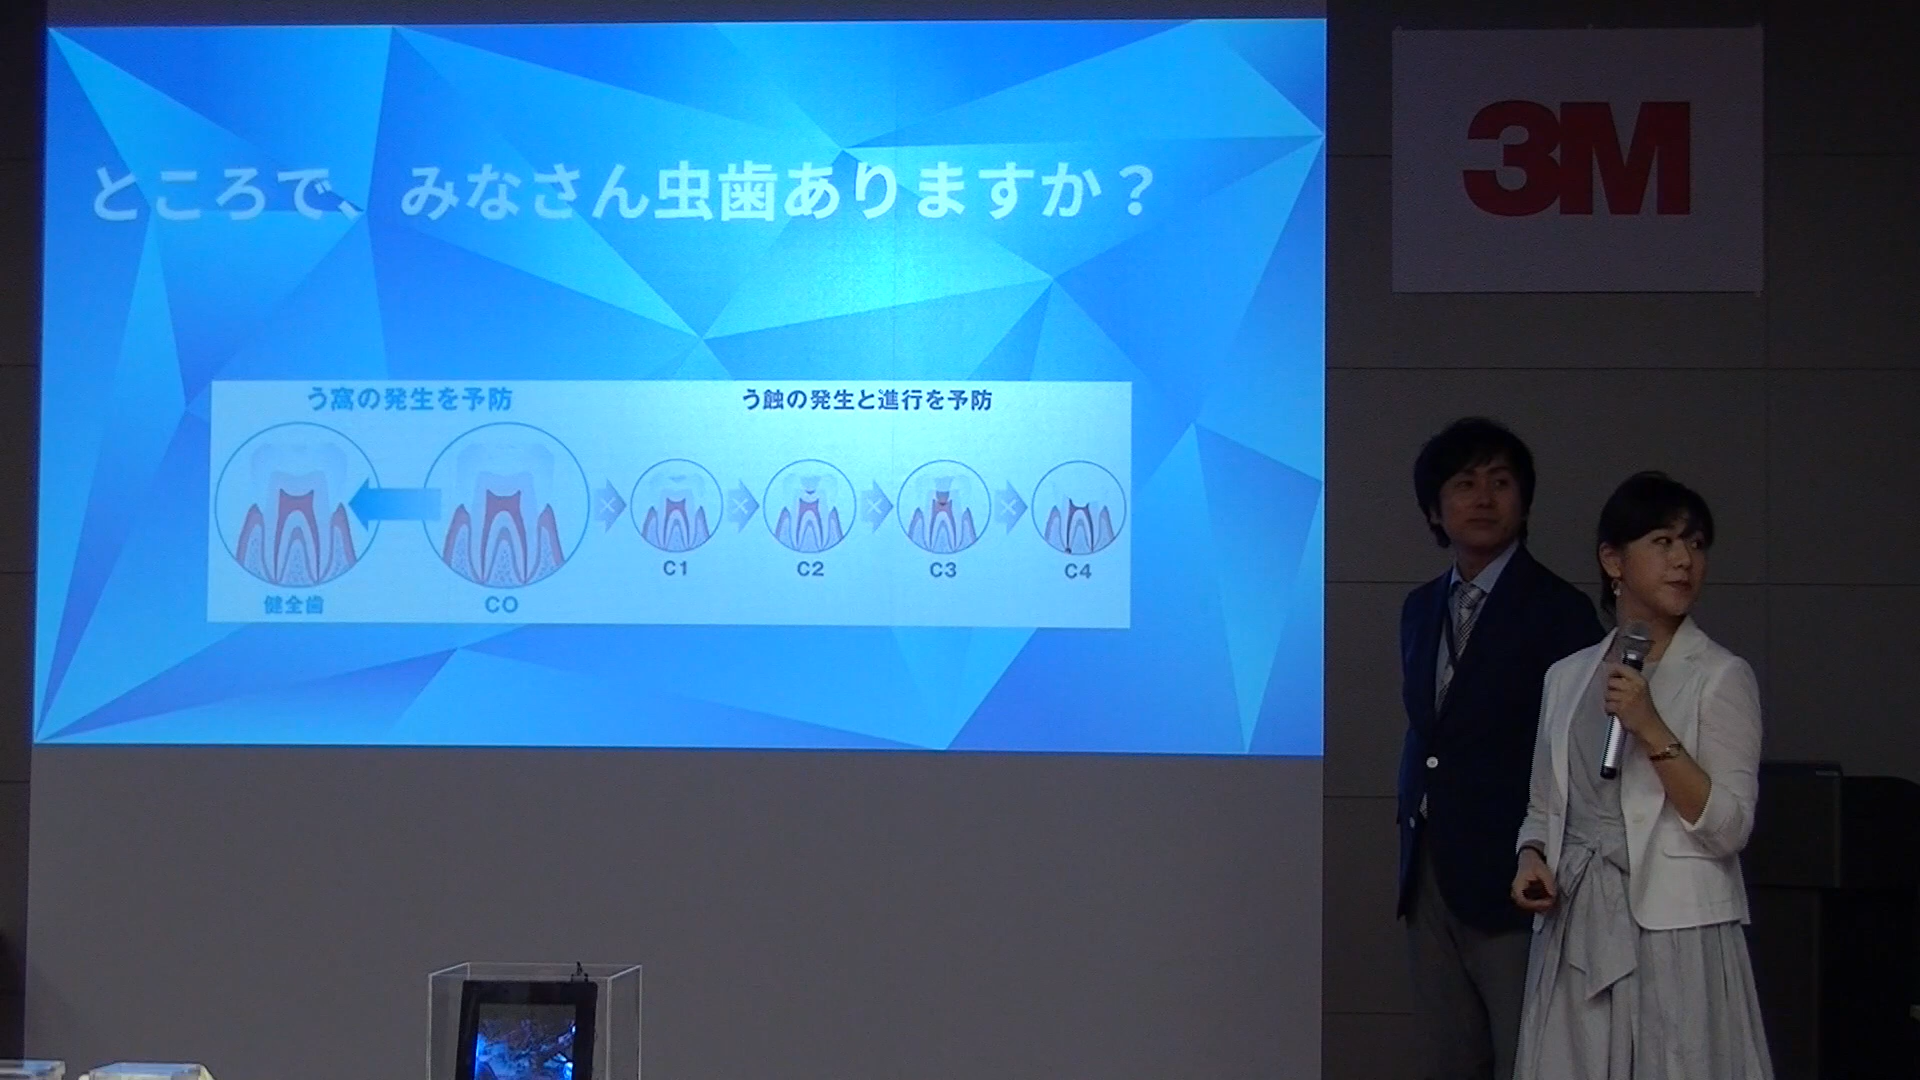 ところで、みなさん虫歯ありますか？
3M
う窩の発生を予防
う蝕の発生と進行を予防
健全歯
CO
C1
C2
C3
C4